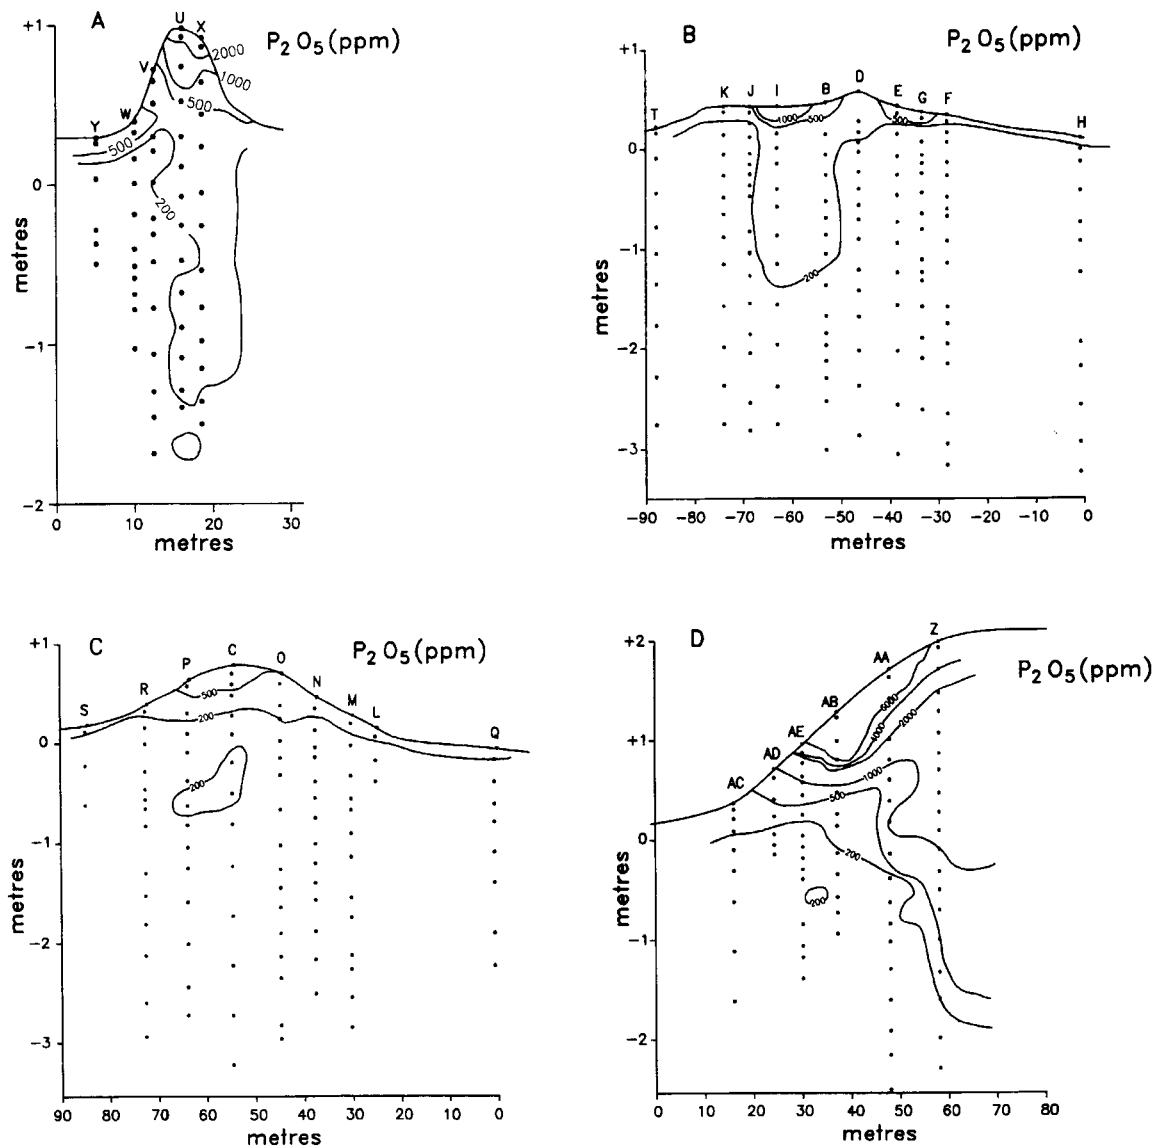 A
P₂O₅(ppm)
+1
0
-1
-2
metres
U
X
V
W
Y
2000
1000
500
500
200
0 10 20 30
metres
B
P₂O₅(ppm)
+1
0
-1
-2
-3
metres
T K J I B D E G F H
1000
500
500
200
-90 -80 -70 -60 -50 -40 -30 -20 -10 0
metres
C
P₂O₅(ppm)
+1
0
-1
-2
-3
metres
S R P C O N M L Q
500
200
200
90 80 70 60 50 40 30 20 10 0
metres
D
P₂O₅(ppm)
+2
+1
0
-1
-2
metres
Z
AA
AB
AE
AD
AC
6000
4000
2000
1000
500
200
200
0 10 20 30 40 50 60 70 80
metres